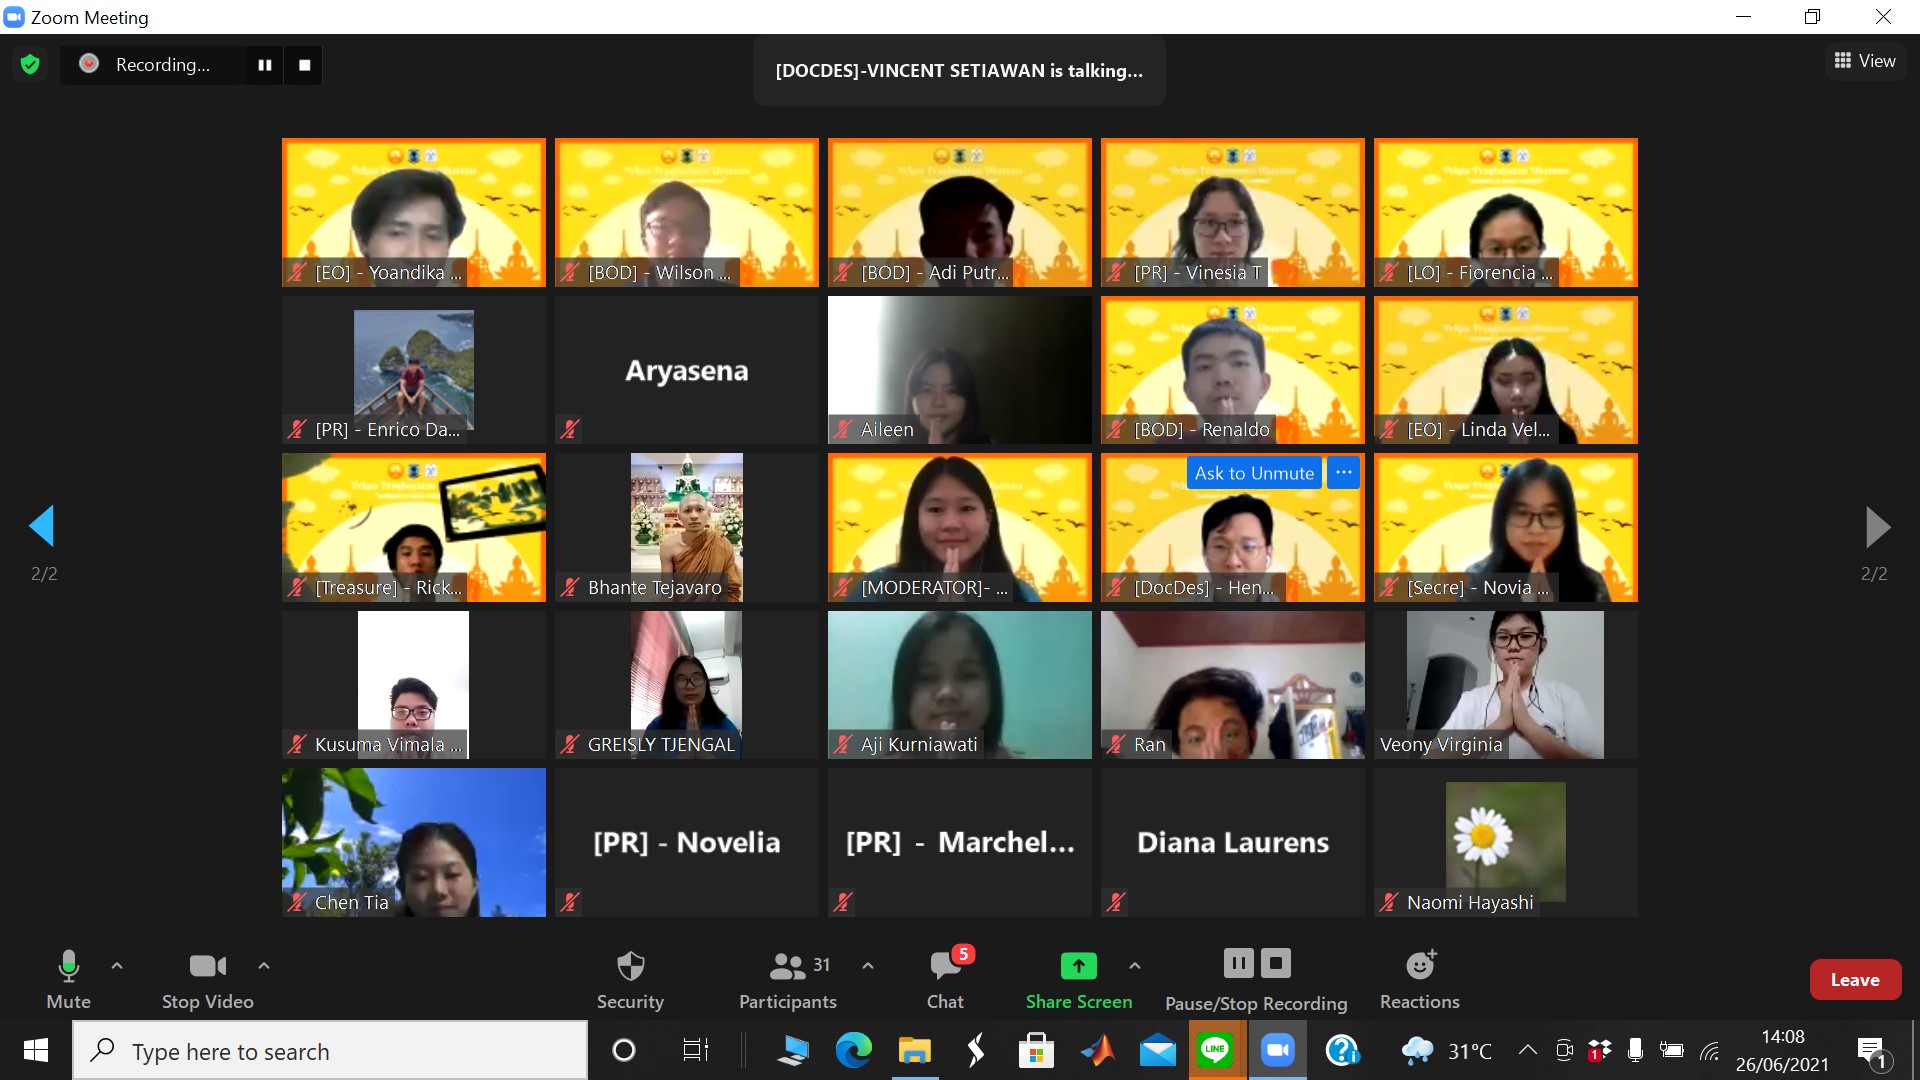 Zoom Meeting
Recording...
[DOCDES]-VINCENT SETIAWAN is talking...
View
[EO] - Yoandika ...
[BOD] - Wilson ...
[BOD] - Adi Putr...
[PR] - Vinesia T
[LO] - Fiorencia ...
[PR] - Enrico Da...
Aryasena
Aileen
[BOD] - Renaldo
[EO] - Linda Vel...
Ask to Unmute ...
[Treasure] - Rick...
Bhante Tejavaro
[MODERATOR]- ...
[DocDes] - Hen...
[Secre] - Novia ...
2/2
2/2
Kusuma Vimala ...
GREISLY TJENGAL
Aji Kurniawati
Ran
Veony Virginia
Chen Tia
[PR] - Novelia
[PR] - Marchel...
Diana Laurens
Naomi Hayashi
Mute
Stop Video
Security
Participants
31
Chat
5
Share Screen
Pause/Stop Recording
Reactions
Leave
Type here to search
LINE
31°C
1
14:08
26/06/2021
1